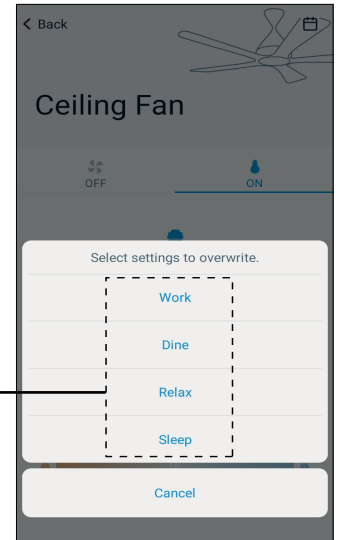 Back
Ceiling Fan
OFF
ON
Select settings to overwrite.
Work
Dine
Relax
Sleep
Cancel